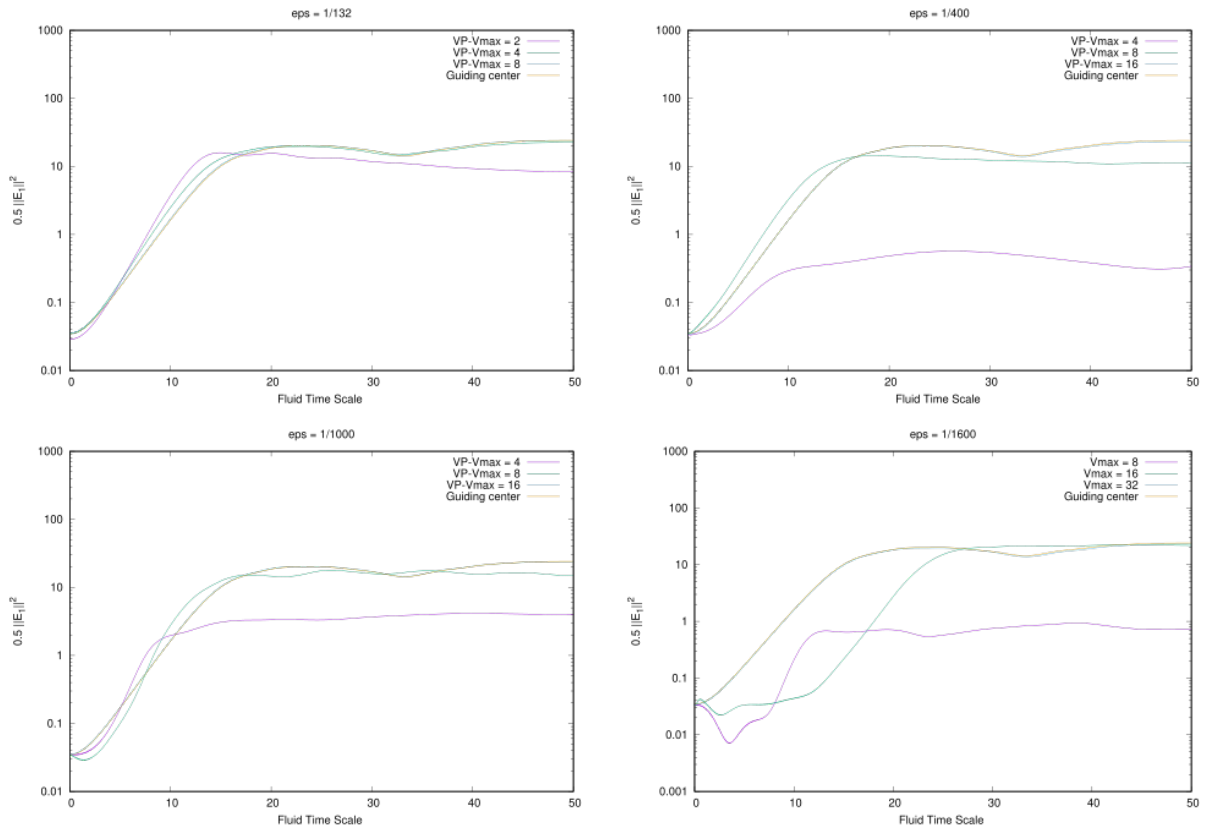 eps = 1/132
1000
100
10
1
0.1
0.01
0.5 ||E₁||²
VP-Vmax = 2
VP-Vmax = 4
VP-Vmax = 8
Guiding center
0 10 20 30 40 50
Fluid Time Scale
eps = 1/400
1000
100
10
1
0.1
0.01
0.5 ||E₁||²
VP-Vmax = 4
VP-Vmax = 8
VP-Vmax = 16
Guiding center
0 10 20 30 40 50
Fluid Time Scale
eps = 1/1000
1000
100
10
1
0.1
0.01
0.5 ||E₁||²
VP-Vmax = 4
VP-Vmax = 8
VP-Vmax = 16
Guiding center
0 10 20 30 40 50
Fluid Time Scale
eps = 1/1600
1000
100
10
1
0.1
0.01
0.001
0.5 ||E₁||²
Vmax = 8
Vmax = 16
Vmax = 32
Guiding center
0 10 20 30 40 50
Fluid Time Scale